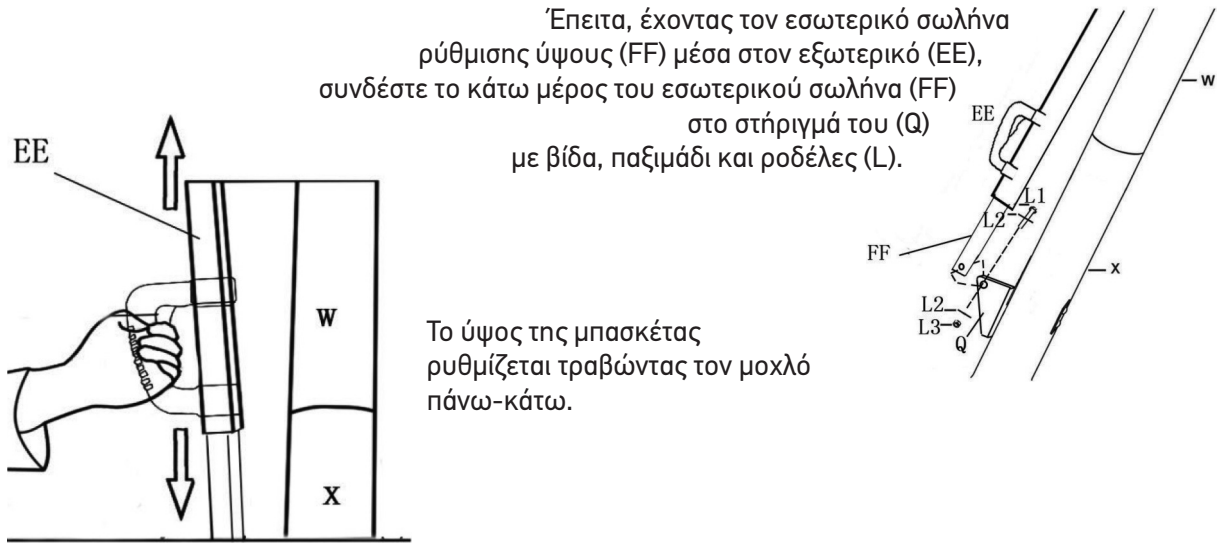 Έπειτα, έχοντας τον εσωτερικό σωλήνα
ρύθμισης ύψους (FF) μέσα στον εξωτερικό (EE),
συνδέστε το κάτω μέρος του εσωτερικού σωλήνα (FF)
στο στήριγμά του (Q)
με βίδα, παξιμάδι και ροδέλες (L).
W
EE
L1
L2
FF
X
L2
L3
Q
EE
W
X
Το ύψος της μπασκέτας
ρυθμίζεται τραβώντας τον μοχλό
πάνω-κάτω.